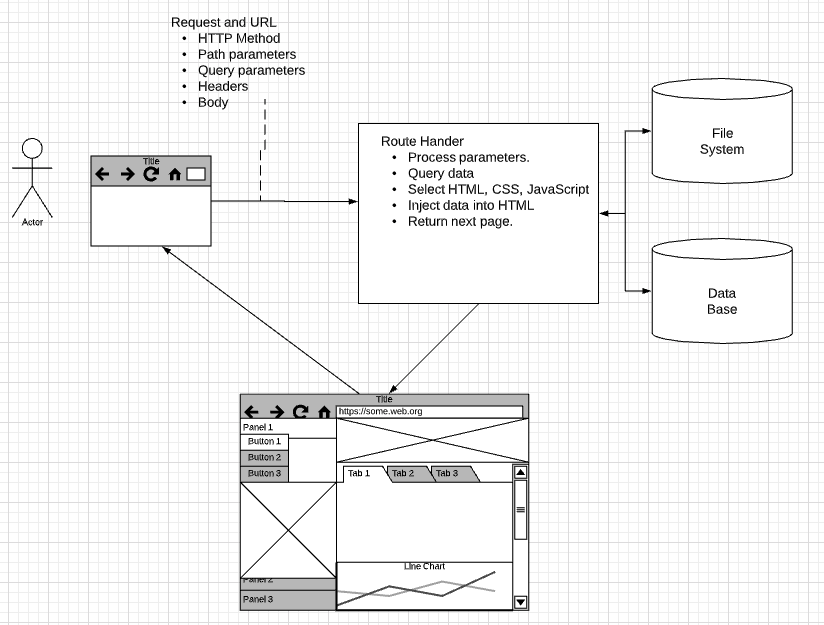 Request and URL
• HTTP Method
• Path parameters
• Query parameters
• Headers
• Body
Actor
Title
Route Hander
• Process parameters.
• Query data
• Select HTML, CSS, JavaScript
• Inject data into HTML
• Return next page.
File
System
Data
Base
Title
https://some.web.org
Panel 1
Button 1
Button 2
Button 3
Tab 1
Tab 2
Tab 3
Line Chart
Panel 2
Panel 3